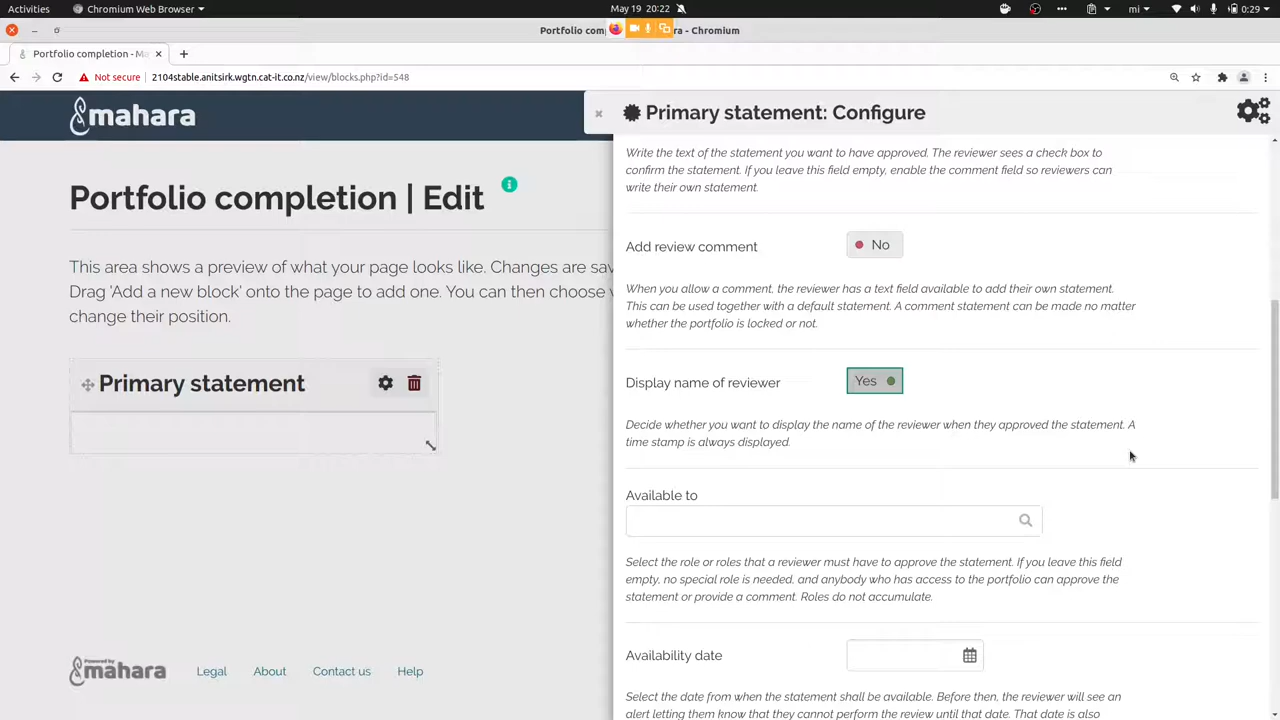 Activities
Chromium Web Browser
May 19 20:22
mi
0:29
Portfolio com
ra - Chromium
Portfolio completion - Ma
Not secure
2104stable.anitsirk.wgtn.cat-it.co.nz/view/blocks.php?id=548
mahara
Primary statement: Configure
Portfolio completion | Edit
This area shows a preview of what your page looks like. Changes are sav
Drag 'Add a new block' onto the page to add one. You can then choose w
change their position.
Primary statement
Powered by
mahara
Legal
About
Contact us
Help
Write the text of the statement you want to have approved. The reviewer sees a check box to
confirm the statement. If you leave this field empty, enable the comment field so reviewers can
write their own statement.
Add review comment
No
When you allow a comment, the reviewer has a text field available to add their own statement.
This can be used together with a default statement. A comment statement can be made no matter
whether the portfolio is locked or not.
Display name of reviewer
Yes
Decide whether you want to display the name of the reviewer when they approved the statement. A
time stamp is always displayed.
Available to
Select the role or roles that a reviewer must have to approve the statement. If you leave this field
empty, no special role is needed, and anybody who has access to the portfolio can approve the
statement or provide a comment. Roles do not accumulate.
Availability date
Select the date from when the statement shall be available. Before then, the reviewer will see an
alert letting them know that they cannot perform the review until that date. That date is also